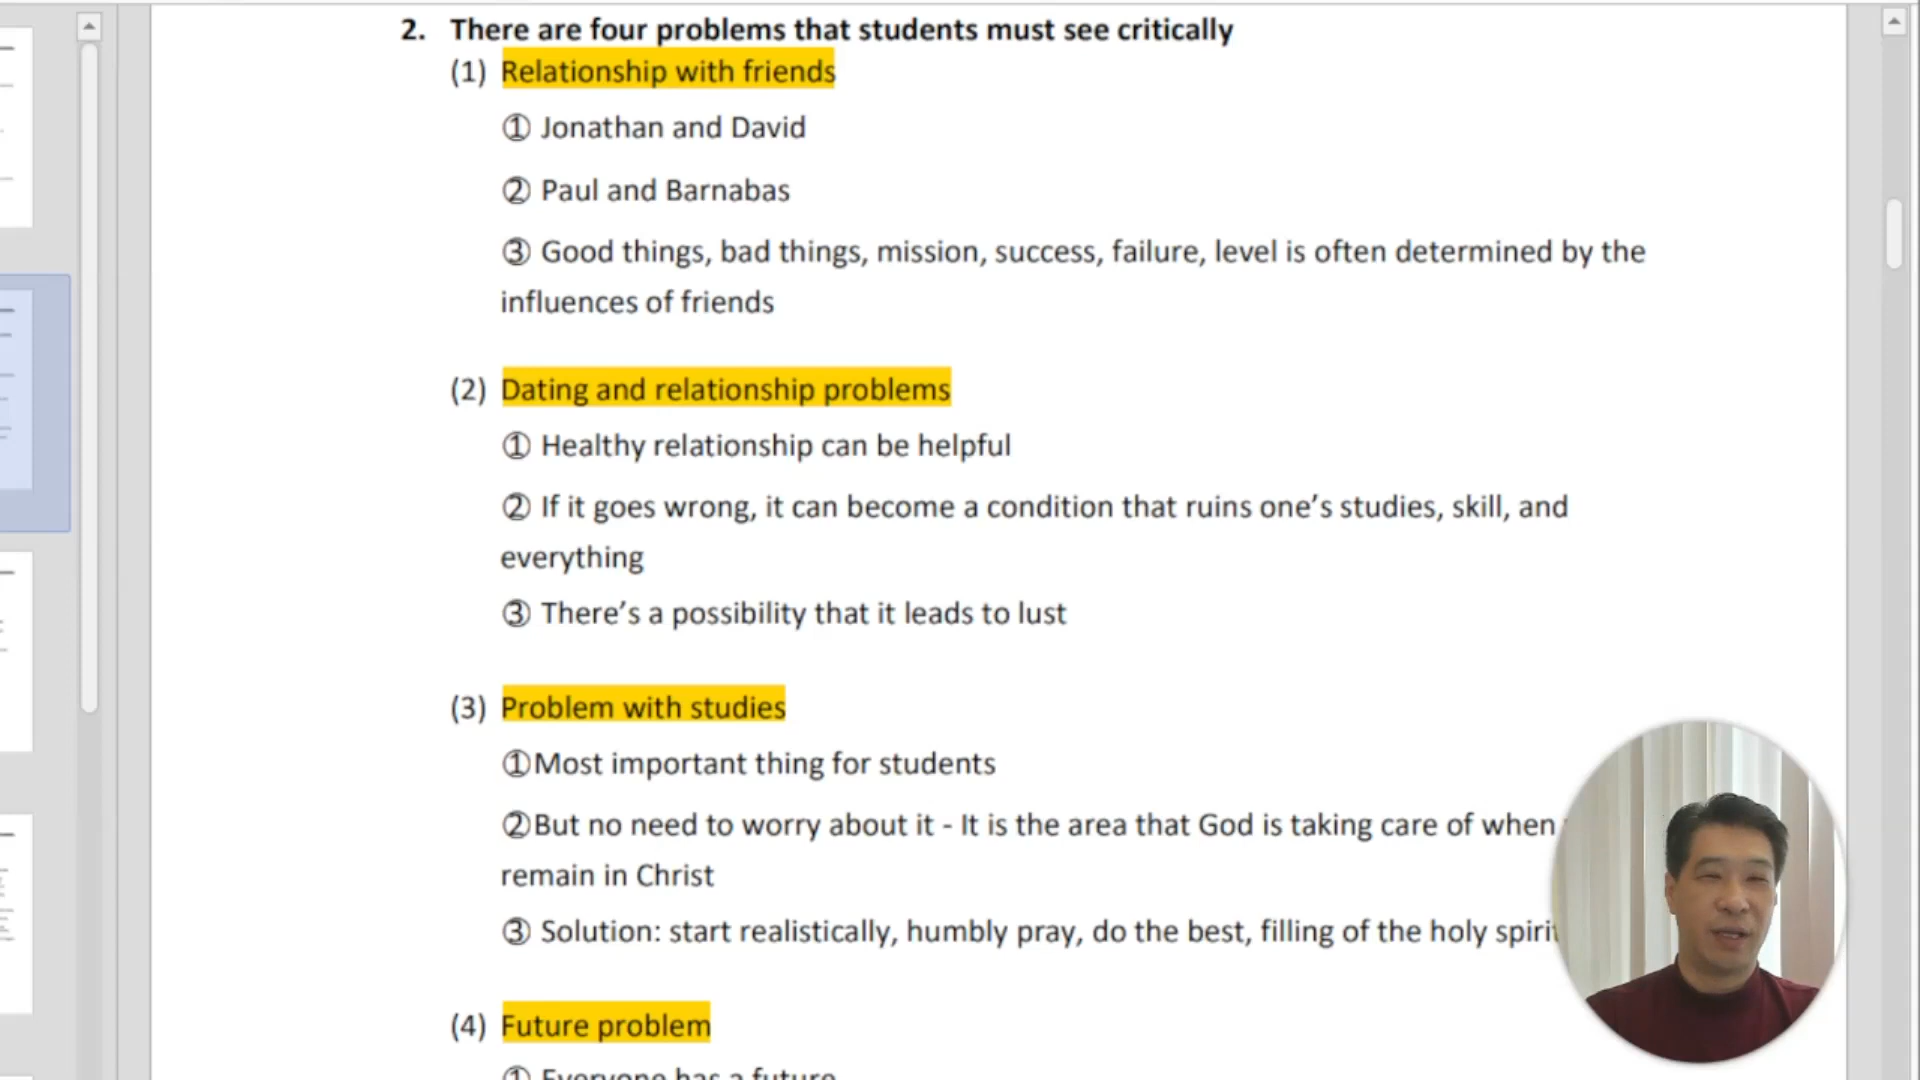 2. There are four problems that students must see critically
(1) Relationship with friends
① Jonathan and David
② Paul and Barnabas
③ Good things, bad things, mission, success, failure, level is often determined by the
influences of friends
(2) Dating and relationship problems
① Healthy relationship can be helpful
② If it goes wrong, it can become a condition that ruins one’s studies, skill, and
everything
③ There’s a possibility that it leads to lust
(3) Problem with studies
①Most important thing for students
②But no need to worry about it - It is the area that God is taking care of when
remain in Christ
③ Solution: start realistically, humbly pray, do the best, filling of the holy spirit
(4) Future problem
① Everyone has a future